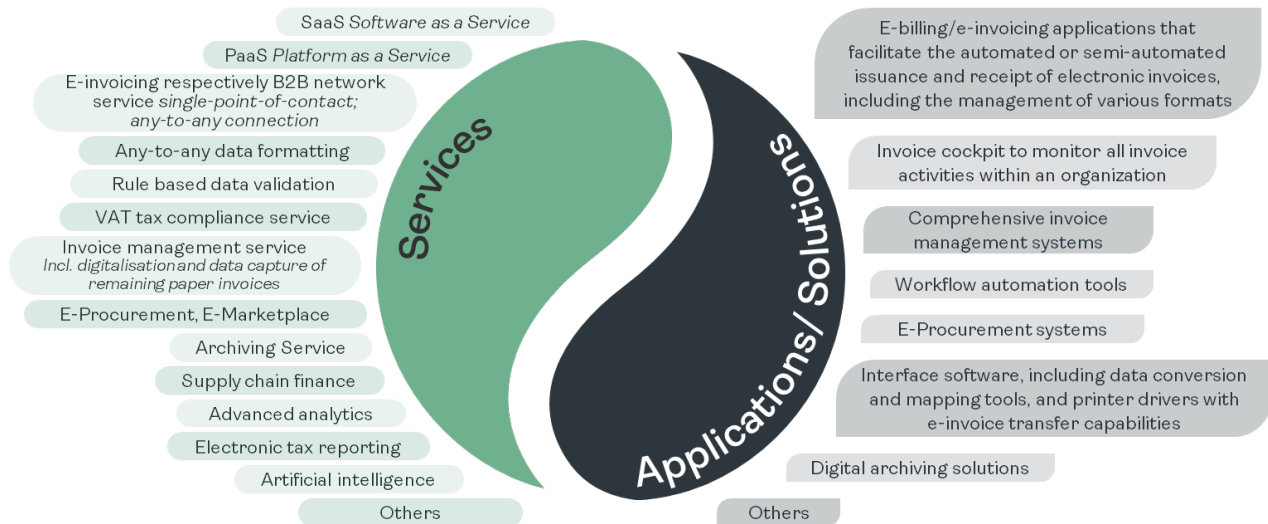 SaaS Software as a Service
PaaS Platform as a Service
E-invoicing respectively B2B network
service single-point-of-contact;
any-to-any connection
Any-to-any data formatting
Rule based data validation
VAT tax compliance service
Invoice management service
Incl. digitalisation and data capture of
remaining paper invoices
E-Procurement, E-Marketplace
Archiving Service
Supply chain finance
Advanced analytics
Electronic tax reporting
Artificial intelligence
Others
Services
Applications/ Solutions
E-billing/e-invoicing applications that
facilitate the automated or semi-automated
issuance and receipt of electronic invoices,
including the management of various formats
Invoice cockpit to monitor all invoice
activities within an organization
Comprehensive invoice
management systems
Workflow automation tools
E-Procurement systems
Interface software, including data conversion
and mapping tools, and printer drivers with
e-invoice transfer capabilities
Digital archiving solutions
Others